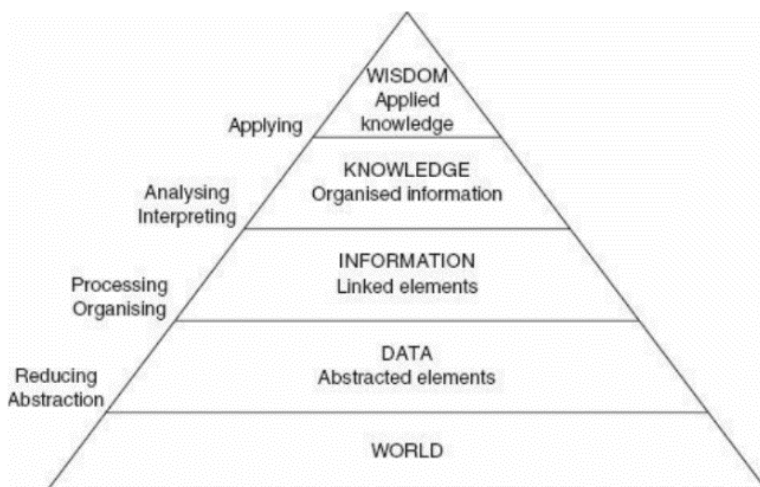 WISDOM
Applied
knowledge
Applying
KNOWLEDGE
Organised information
Analysing
Interpreting
INFORMATION
Linked elements
Processing
Organising
DATA
Abstracted elements
Reducing
Abstraction
WORLD